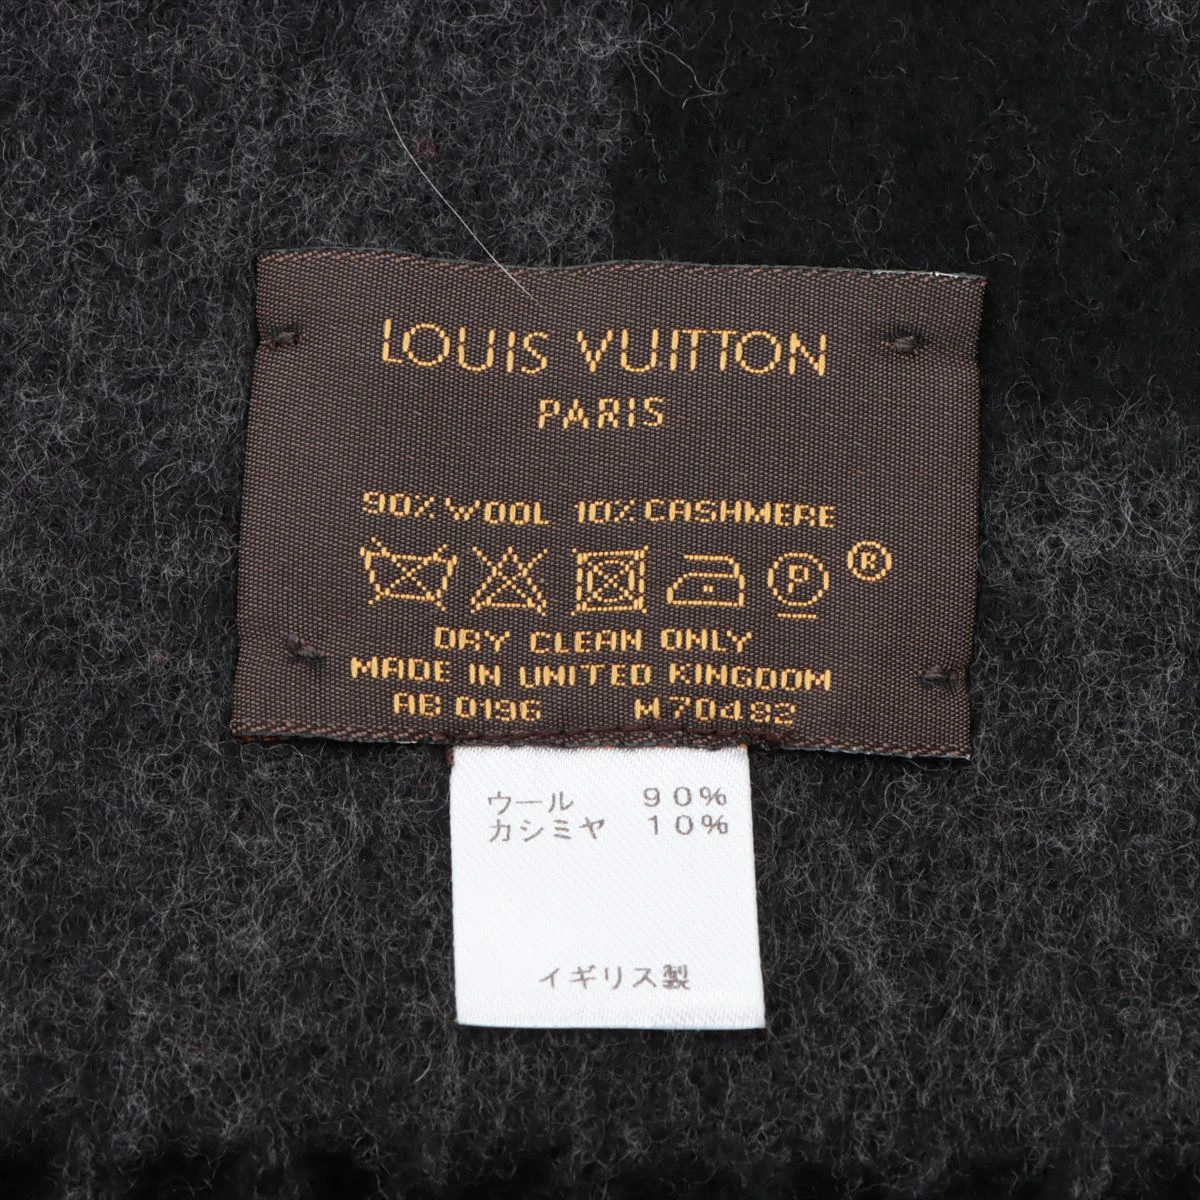 LOUIS VUITTON
PARIS
90% WOOL 10% CASHMERE
P ®
DRY CLEAN ONLY
MADE IN UNITED KINGDOM
AB 0196 M70492
ウール 90%
カシミヤ 10%
イギリス製